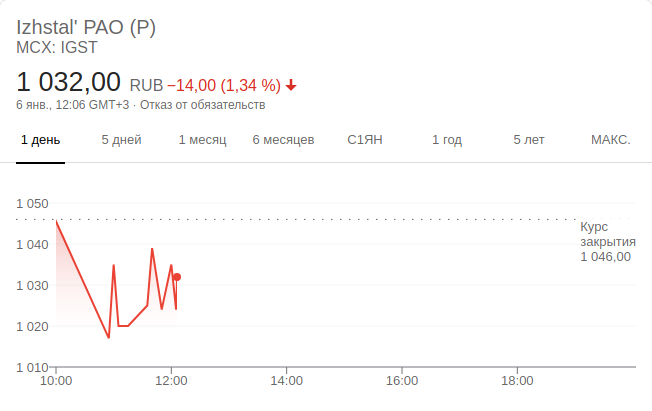 Izhstal' PAO (P)
MCX: IGST
1 032,00 RUB −14,00 (1,34 %)
6 янв., 12:06 GMT+3 · Отказ от обязательств
1 день 5 дней 1 месяц 6 месяцев С1ЯН 1 год 5 лет МАКС.
1 050
Курс
закрытия
1 046,00
1 040
1 030
1 020
1 010
10:00 12:00 14:00 16:00 18:00